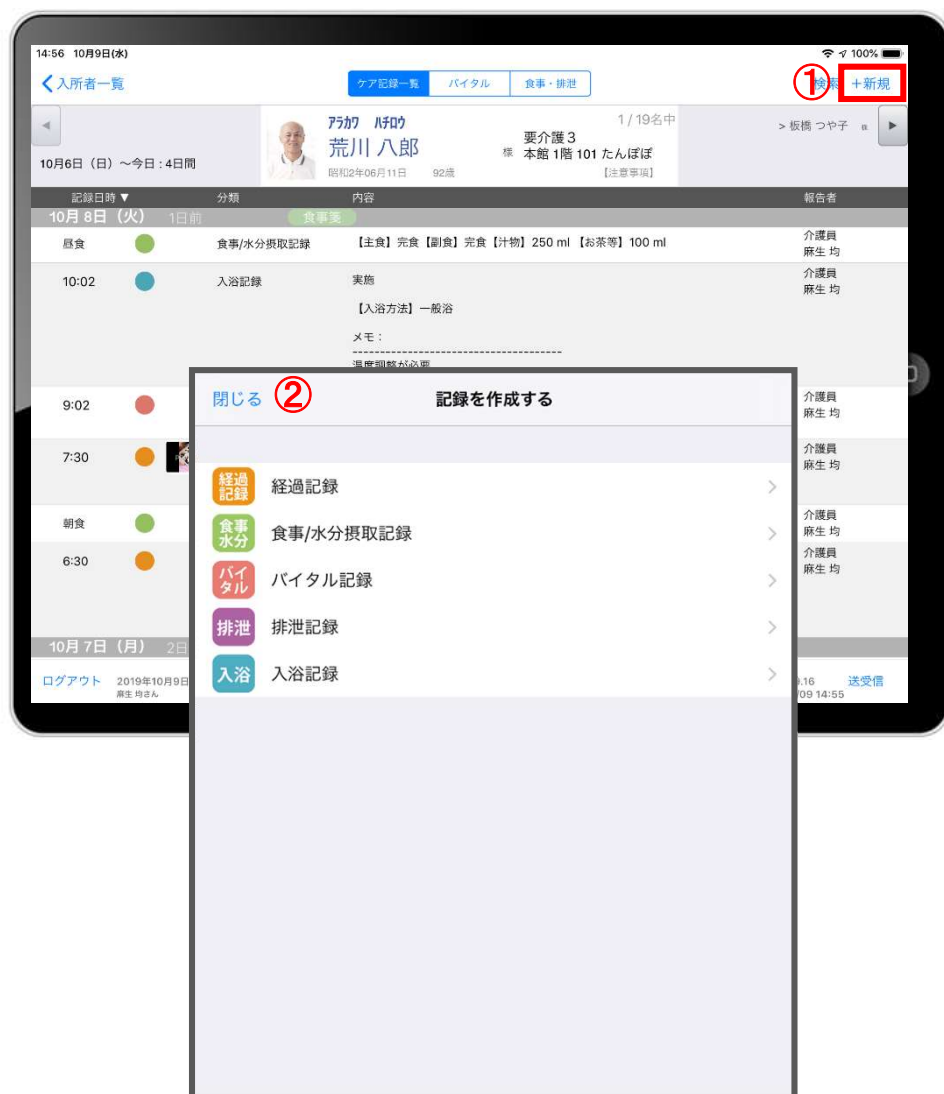 14:56 10月9日(水)
100%
入所者一覧
ケア記録一覧 バイタル 食事・排泄
① 検索 +新規
10月6日（日）～今日：4日間
ｱﾗｶﾜ ﾊﾁﾛｳ
荒川 八郎 様
昭和2年06月11日 92歳
1 / 19名中
要介護３
本館 1階 101 たんぽぽ
【注意事項】
> 板橋 つや子
記録日時 ▼ 分類 内容 報告者
10月 8日（火） 1日前 食事箋
昼食 食事/水分摂取記録 【主食】完食【副食】完食【汁物】250 ml 【お茶等】100 ml 介護員
麻生 均
10:02 入浴記録 実施 介護員
麻生 均
【入浴方法】一般浴
メモ：
--------------------------------------
温度調整が必要
9:02 介護員
麻生 均
7:30 介護員
麻生 均
朝食 介護員
麻生 均
6:30 介護員
麻生 均
10月 7日（月） 2日
ログアウト 2019年10月9日
麻生 均さん
.16 送受信
/09 14:55
閉じる ② 記録を作成する
経過
記録 経過記録
食事
水分 食事/水分摂取記録
バイ
タル バイタル記録
排泄 排泄記録
入浴 入浴記録